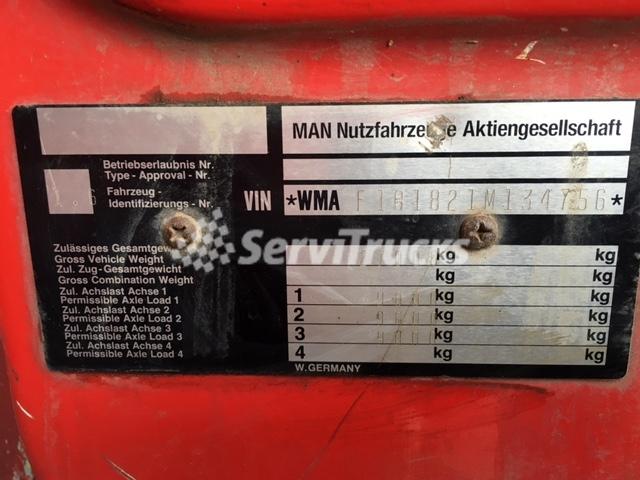 MAN Nutzfahrzeuge Aktiengesellschaft
Betriebserlaubnis Nr.
Type - Approval - Nr.
Fahrzeug -
Identifizierungs - Nr.
VIN *WMA F181821M134756*
ServiTrucs
Zulässiges Gesamtgew
Gross Vehicle Weight
Zul. Zug-Gesamtgewicht
Gross Combination Weight
Zul. Achslast Achse 1
Permissible Axle Load 1
Zul. Achslast Achse 2
Permissible Axle Load 2
Zul. Achslast Achse 3
Permissible Axle Load 3
Zul. Achslast Achse 4
Permissible Axle Load 4
kg kg
kg kg
1 kg kg
2 kg kg
3 kg kg
4 kg kg
W.GERMANY